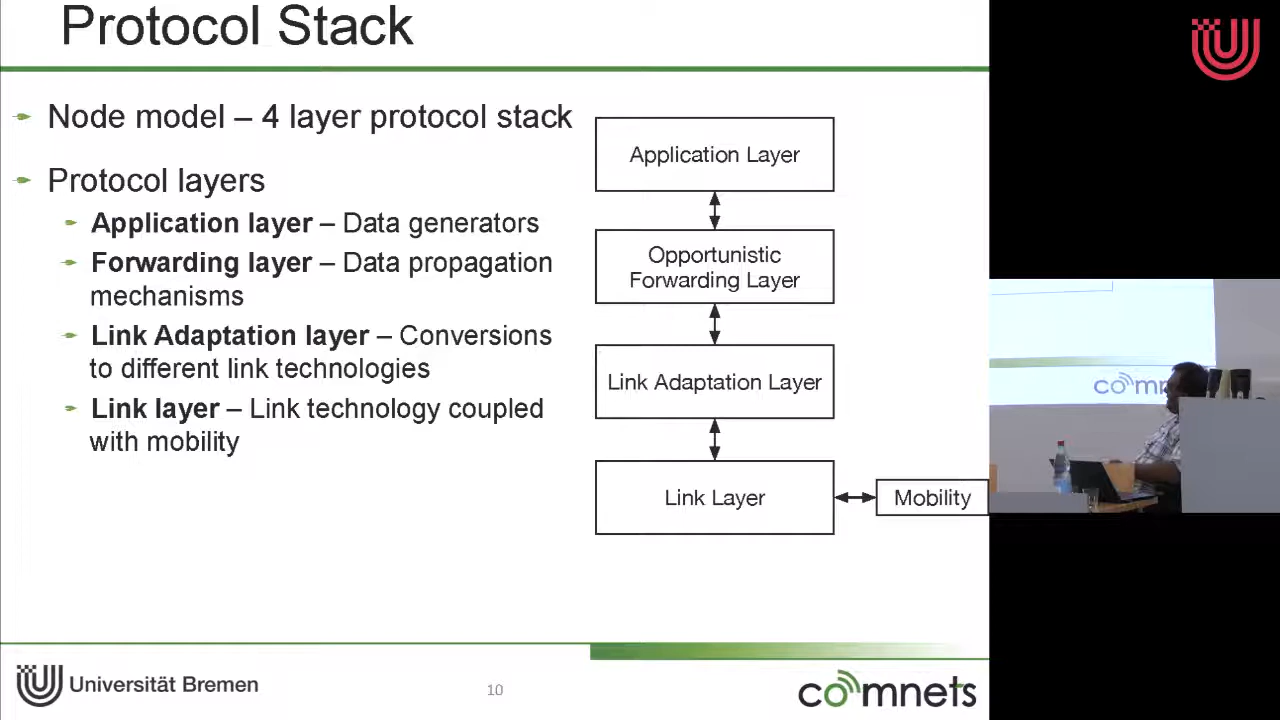 Protocol Stack
Node model – 4 layer protocol stack
Protocol layers
Application layer – Data generators
Forwarding layer – Data propagation
mechanisms
Link Adaptation layer – Conversions
to different link technologies
Link layer – Link technology coupled
with mobility
Application Layer
Opportunistic
Forwarding Layer
Link Adaptation Layer
Link Layer
Mobility
Universität Bremen
10
comnets